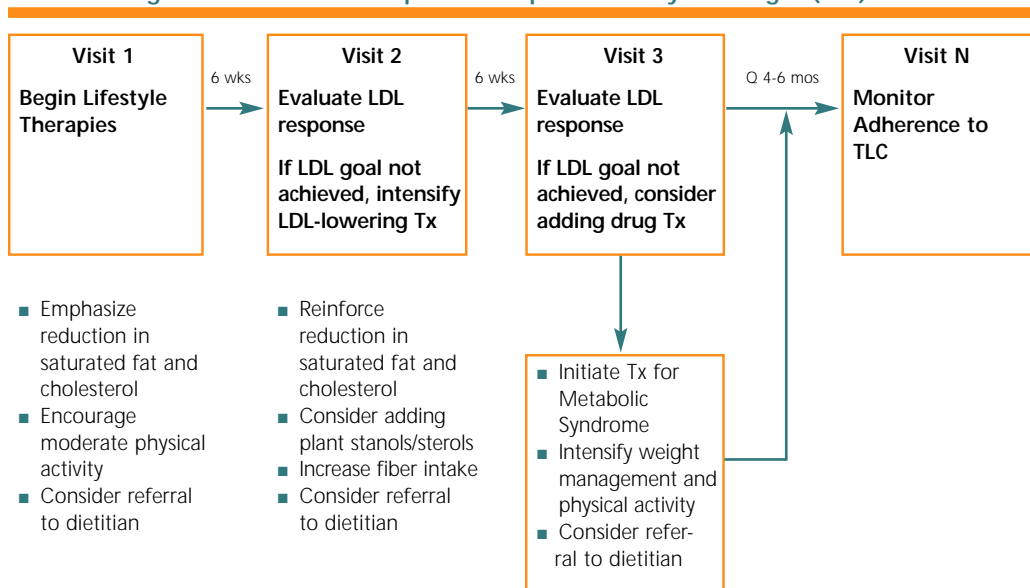 Visit 1
Begin Lifestyle
Therapies
6 wks
Visit 2
Evaluate LDL
response
If LDL goal not
achieved, intensify
LDL-lowering Tx
6 wks
Visit 3
Evaluate LDL
response
If LDL goal not
achieved, consider
adding drug Tx
Q 4-6 mos
Visit N
Monitor
Adherence to
TLC
■ Emphasize
reduction in
saturated fat and
cholesterol
■ Encourage
moderate physical
activity
■ Consider referral
to dietitian
■ Reinforce
reduction in
saturated fat and
cholesterol
■ Consider adding
plant stanols/sterols
■ Increase fiber intake
■ Consider referral
to dietitian
■ Initiate Tx for
Metabolic
Syndrome
■ Intensify weight
management and
physical activity
■ Consider refer-
ral to dietitian